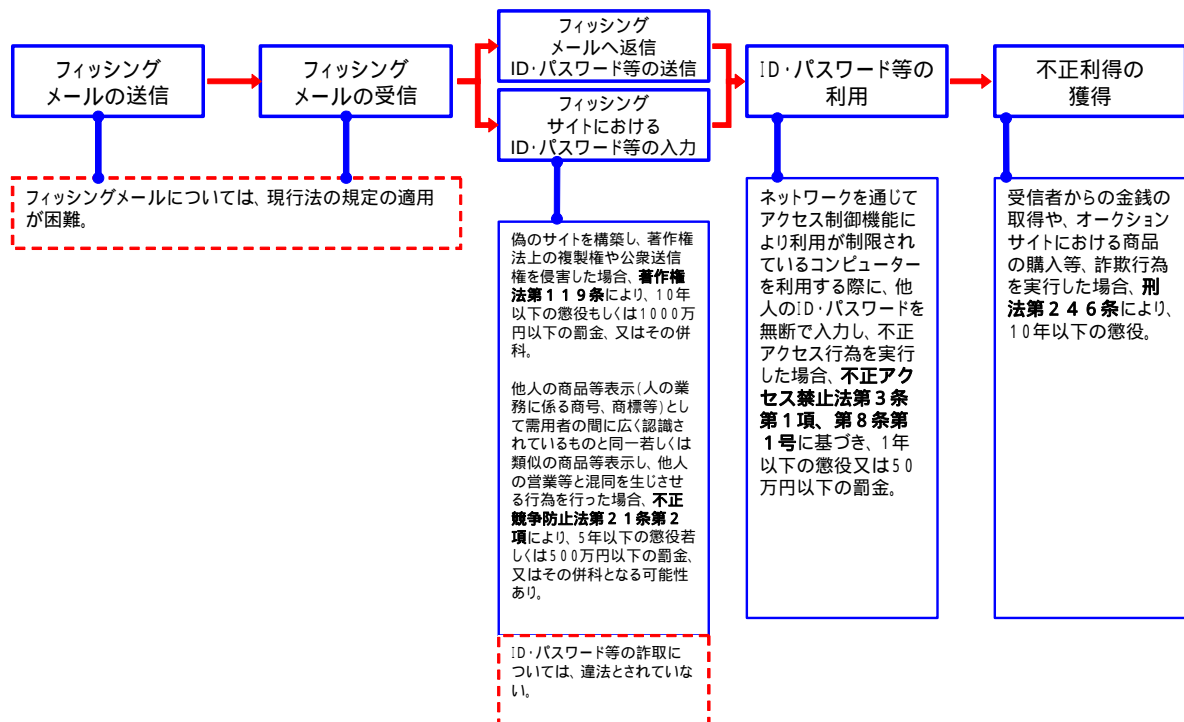 フィッシング
メールの送信
フィッシング
メールの受信
フィッシング
メールへ返信
ID・パスワード等の送信
フィッシング
サイトにおける
ID・パスワード等の入力
ID・パスワード等の
利用
不正利得の
獲得
フィッシングメールについては、現行法の規定の適用
が困難。
偽のサイトを構築し、著作権
法上の複製権や公衆送信
権を侵害した場合、著作権
法第119条により、10年
以下の懲役もしくは1000万
円以下の罰金、又はその併
科。
他人の商品等表示(人の業
務に係る商号、商標等)として
需用者の間に広く認識さ
れているものと同一若しくは
類似の商品等表示し、他人
の営業等と混同を生じさせ
る行為を行った場合、不正
競争防止法第21条第2
項により、5年以下の懲役若
しくは500万円以下の罰金、
又はその併科となる可能性
あり。
ID・パスワード等の詐取に
ついては、違法とされていな
い。
ネットワークを通じて
アクセス制御機能に
より利用が制限され
ているコンピューター
を利用する際に、他
人のID・パスワードを
無断で入力し、不正
アクセス行為を実行
した場合、不正アク
セス禁止法第3条
第1項、第8条第
1号に基づき、1年
以下の懲役又は50
万円以下の罰金。
受信者からの金銭の
取得や、オークション
サイトにおける商品
の購入等、詐欺行為
を実行した場合、刑
法第246条により、
10年以下の懲役。